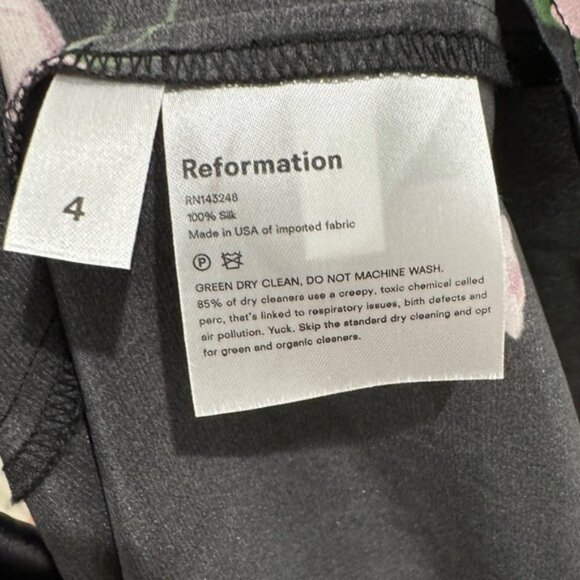 4
Reformation
RN143248
100% Silk
Made in USA of imported fabric
P
GREEN DRY CLEAN. DO NOT MACHINE WASH.
85% of dry cleaners use a creepy, toxic chemical called
perc, that's linked to respiratory issues, birth defects and
air pollution. Yuck. Skip the standard dry cleaning and opt
for green and organic cleaners.